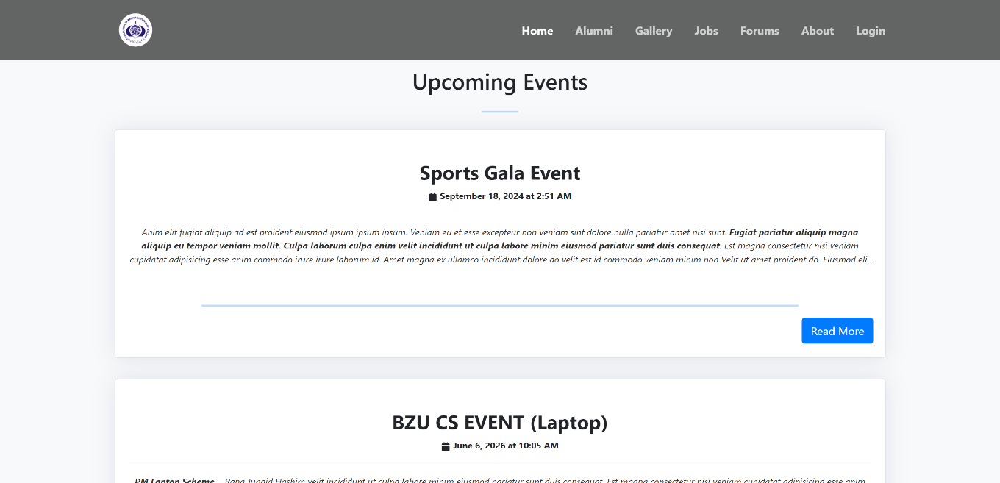 Home Alumni Gallery Jobs Forums About Login
Upcoming Events
Sports Gala Event
September 18, 2024 at 2:51 AM
Anim elit fugiat aliquip ad est proident eiusmod ipsum ipsum ipsum. Veniam eu et esse excepteur non veniam sint dolore nulla pariatur amet nisi sunt. Fugiat pariatur aliquip magna
aliquip eu tempor veniam mollit. Culpa laborum culpa enim velit incididunt ut culpa labore minim eiusmod pariatur sunt duis consequat. Est magna consectetur nisi veniam
cupidatat adipisicing esse anim commodo irure irure laborum id. Amet magna ex ullamco incididunt dolore do velit est id commodo veniam minim non Velit ut amet proident do. Eiusmod eli...
Read More
BZU CS EVENT (Laptop)
June 6, 2026 at 10:05 AM
PM Laptop Scheme Rana Junaid Hashim velit incididunt ut culpa labore minim eiusmod pariatur sunt duis consequat. Est magna consectetur nisi veniam cupidatat adipisicing esse anim